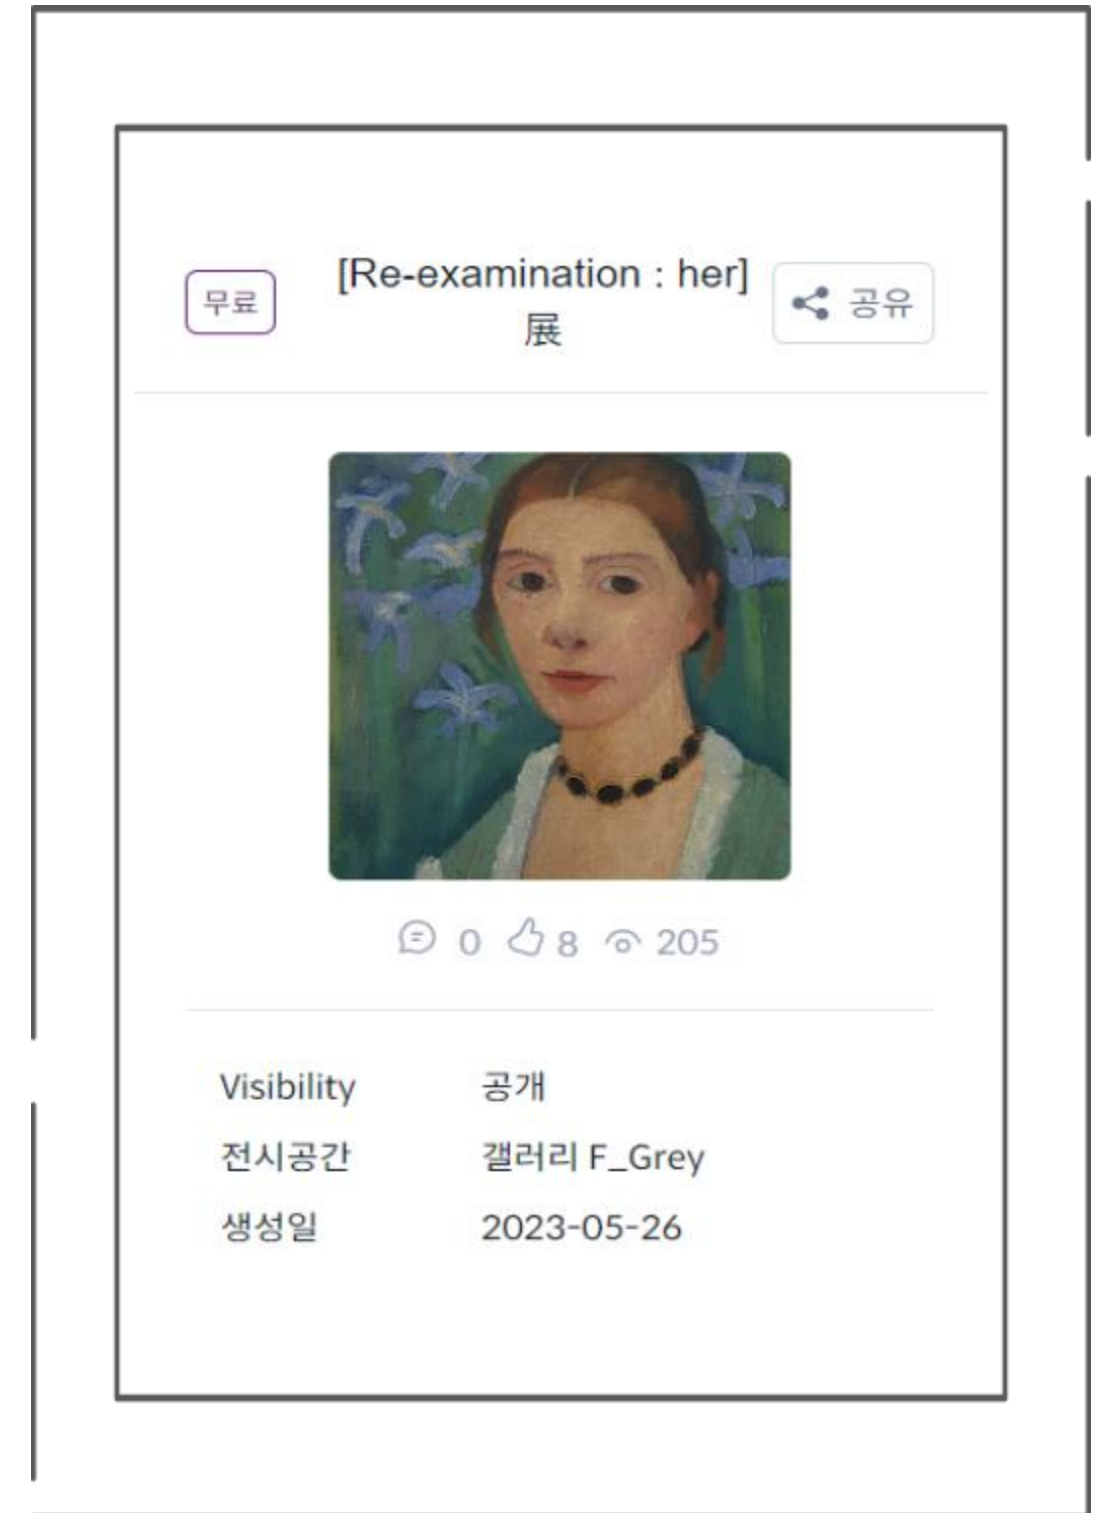 무료
[Re-examination : her]
展
공유
0 8 205
Visibility 공개
전시공간 갤러리 F_Grey
생성일 2023-05-26